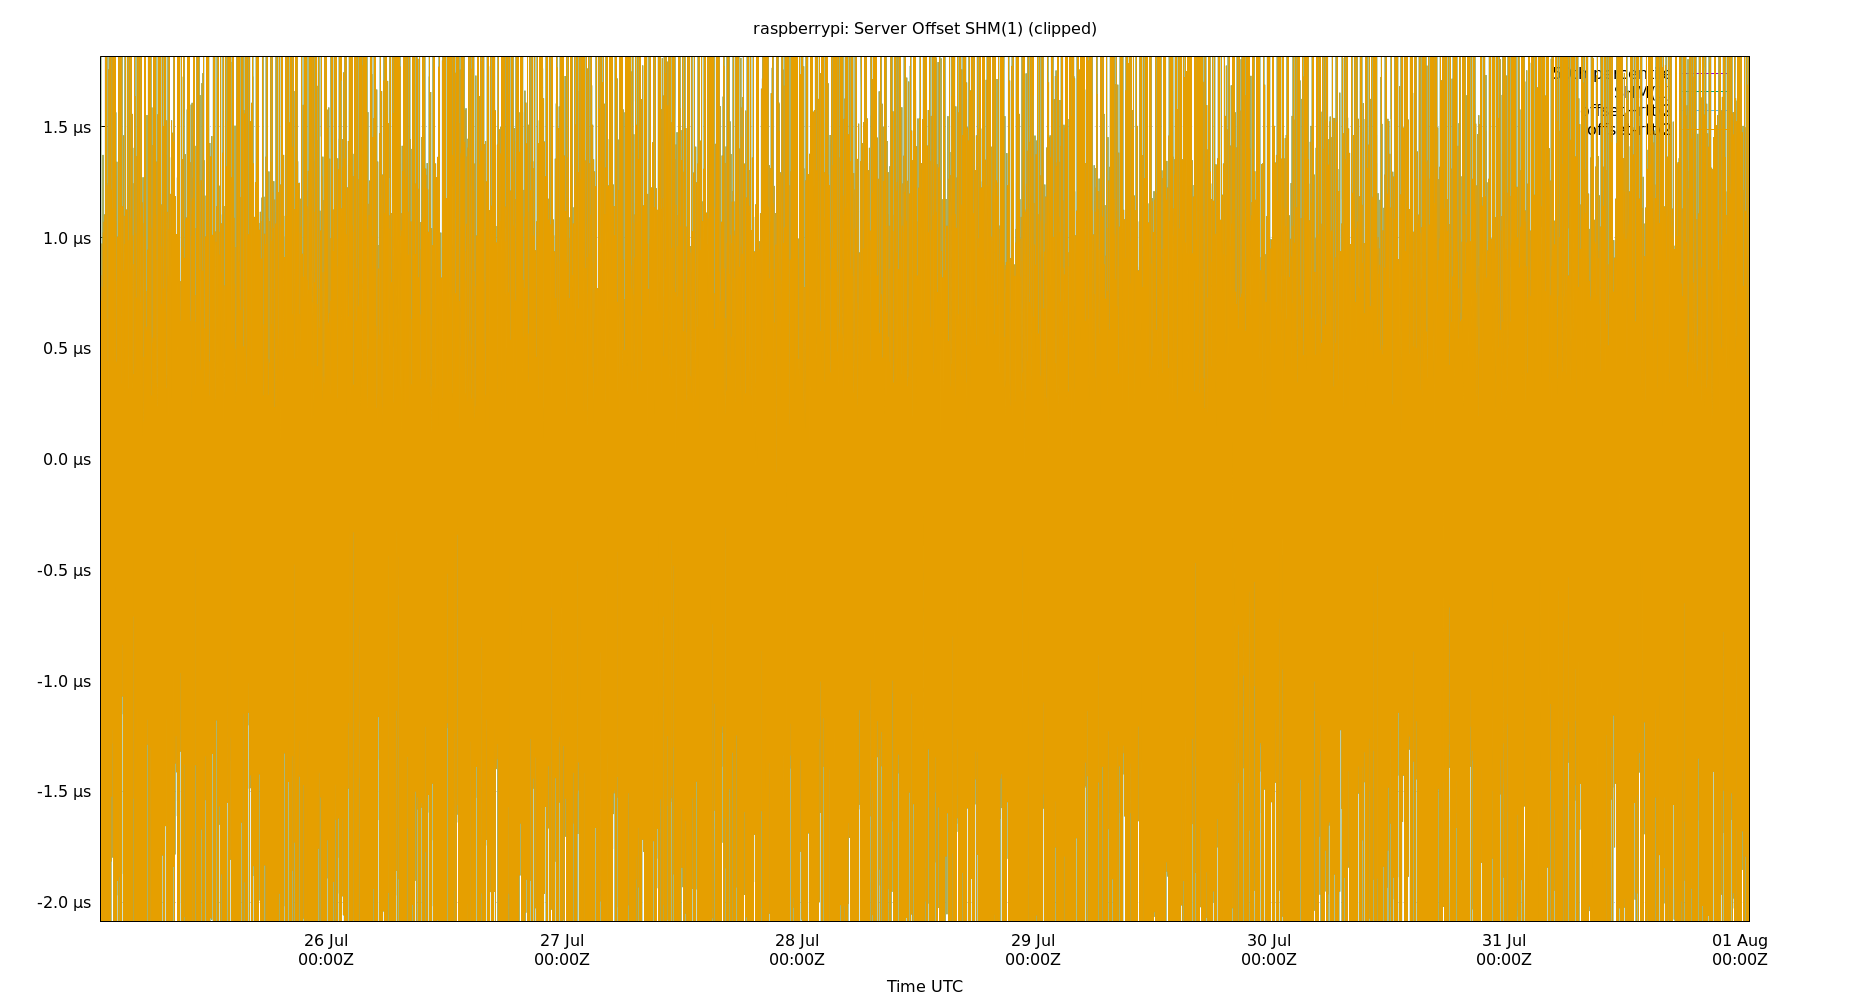 raspberrypi: Server Offset SHM(1) (clipped)
1.5 µs
1.0 µs
0.5 µs
0.0 µs
-0.5 µs
-1.0 µs
-1.5 µs
-2.0 µs
26 Jul 27 Jul 28 Jul 29 Jul 30 Jul 31 Jul 01 Aug
00:00Z 00:00Z 00:00Z 00:00Z 00:00Z 00:00Z 00:00Z
Time UTC